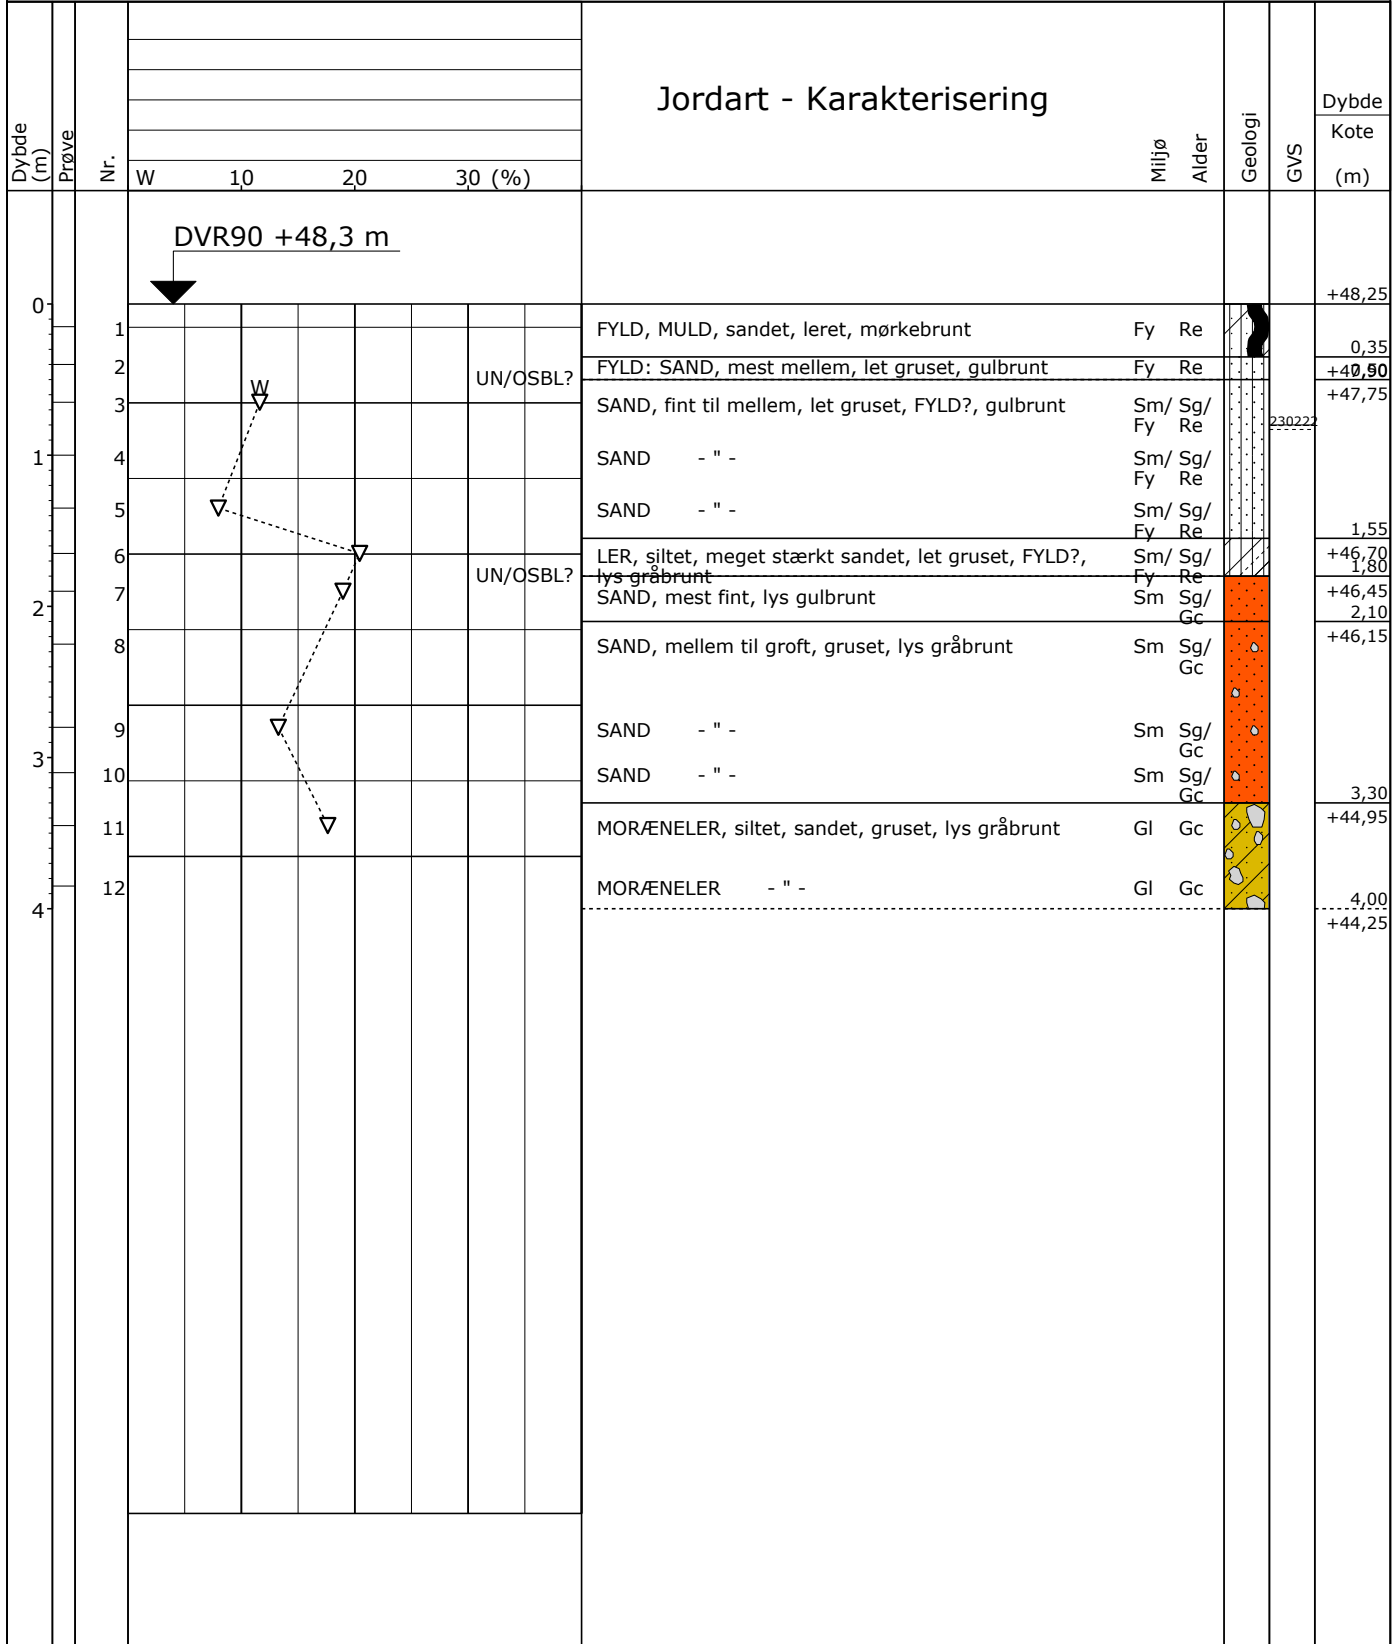 Jordart - Karakterisering
Dybde (m)
Prøve
Nr.
W 10 20 30 (%)
Miljø
Alder
Geologi
GVS
Dybde
Kote
(m)
DVR90 +48,3 m
0
+48,25
1 FYLD, MULD, sandet, leret, mørkebrunt Fy Re
0,35
2 UN/OSBL? FYLD: SAND, mest mellem, let gruset, gulbrunt Fy Re
+47,90
0,50
W
+47,75
3 SAND, fint til mellem, let gruset, FYLD?, gulbrunt Sm/ Sg/
Fy Re
230222
1
4 SAND - " - Sm/ Sg/
Fy Re
5 SAND - " - Sm/ Sg/
Fy Re
1,55
6 LER, siltet, meget stærkt sandet, let gruset, FYLD?, Sm/ Sg/
+46,70
UN/OSBL? lys gråbrunt Fy Re
1,80
+46,45
7 SAND, mest fint, lys gulbrunt Sm Sg/
Gc
2
2,10
+46,15
8 SAND, mellem til groft, gruset, lys gråbrunt Sm Sg/
Gc
9 SAND - " - Sm Sg/
Gc
3
10 SAND - " - Sm Sg/
Gc
3,30
+44,95
11 MORÆNELER, siltet, sandet, gruset, lys gråbrunt Gl Gc
12 MORÆNELER - " - Gl Gc
4
4,00
+44,25